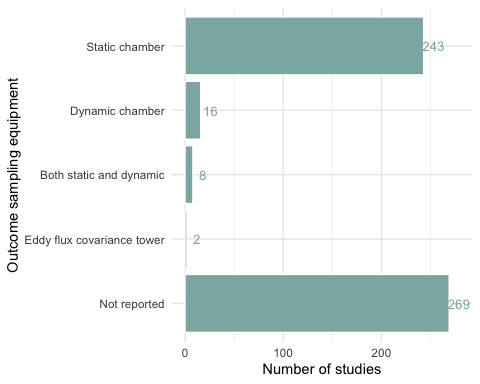 Outcome sampling equipment
Static chamber
243
Dynamic chamber
16
Both static and dynamic
8
Eddy flux covariance tower
2
Not reported
269
0
100
200
Number of studies